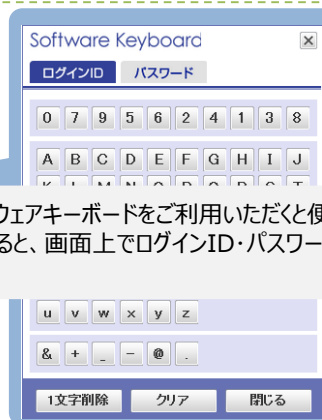 Software Keyboard
ログインID パスワード
0 7 9 5 6 2 4 1 3 8
A B C D E F G H I J
ウェアキーボードをご利用いただくと便
ると、画面上でログインID・パスワー
u v w x y z
& + _ - @ .
1文字削除 クリア 閉じる